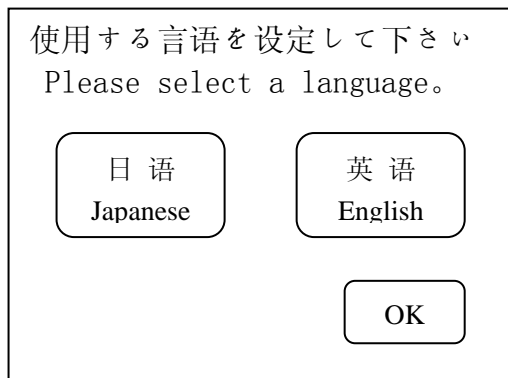 使用する言语を设定して下さい
Please select a language。
日 语
Japanese
英 语
English
OK